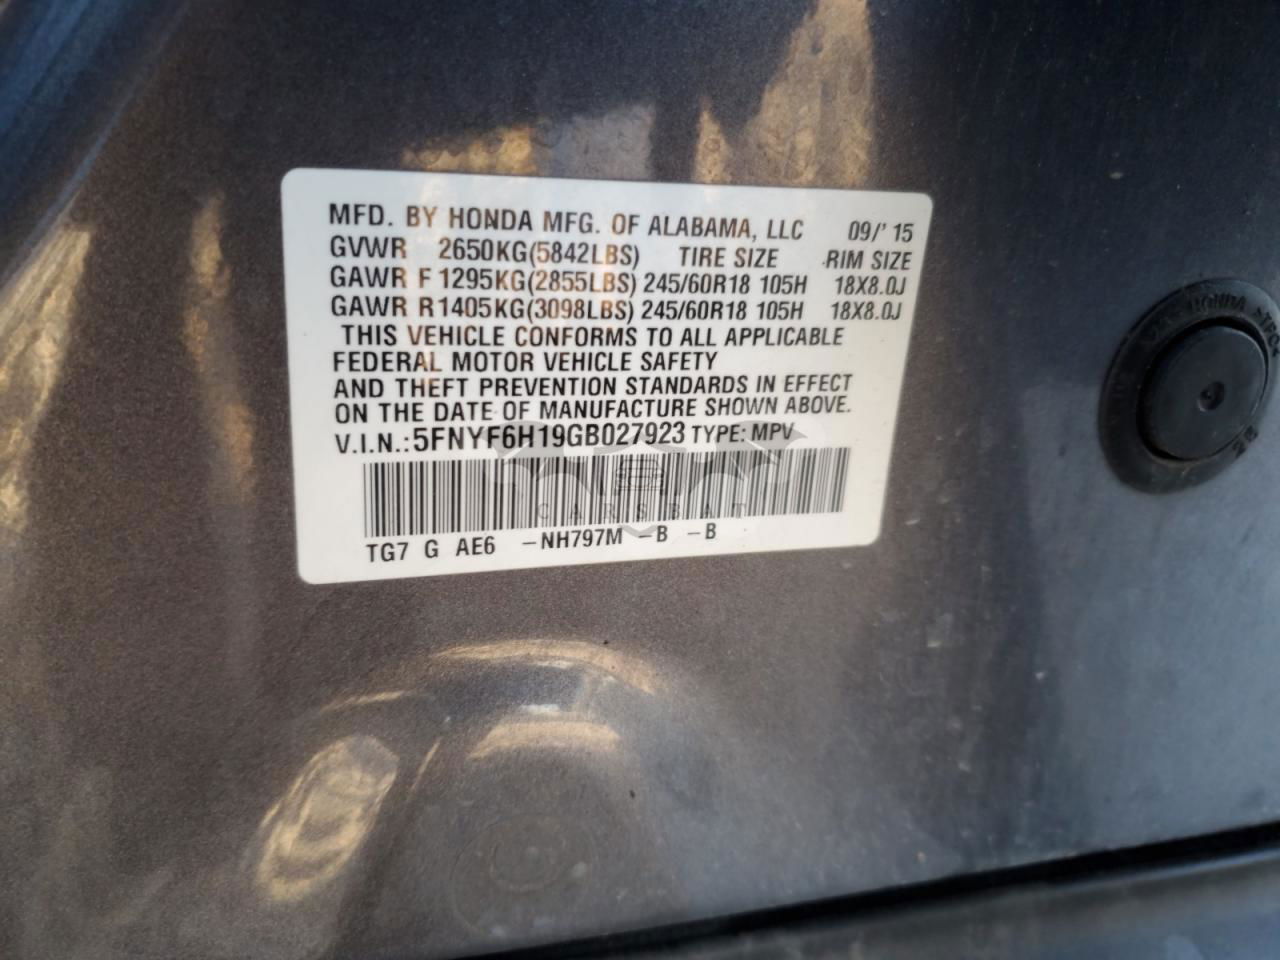 MFD. BY HONDA MFG. OF ALABAMA, LLC 09/'15
GVWR 2650KG(5842LBS) TIRE SIZE RIM SIZE
GAWR F 1295KG(2855LBS) 245/60R18 105H 18X8.0J
GAWR R1405KG(3098LBS) 245/60R18 105H 18X8.0J
THIS VEHICLE CONFORMS TO ALL APPLICABLE
FEDERAL MOTOR VEHICLE SAFETY
AND THEFT PREVENTION STANDARDS IN EFFECT
ON THE DATE OF MANUFACTURE SHOWN ABOVE.
V.I.N.: 5FNYF6H19GB027923 TYPE: MPV
CARSBAT
TG7 G AE6 -NH797M -B -B
HONDA